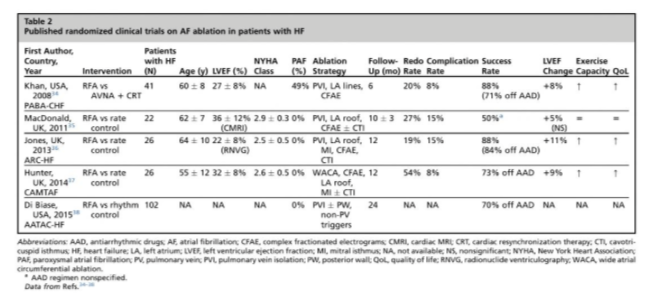 Table 2
Published randomized clinical trials on AF ablation in patients with HF
First Author, Country, Year Intervention Patients with HF (N) Age (y) LVEF (%) NYHA Class PAF (%) Ablation Strategy Follow-Up (mo) Redo Rate Complication Rate Success Rate LVEF Change Exercise Capacity QoL
Khan, USA, 2008³⁴ PABA-CHF RFA vs AVNA + CRT 41 60 ± 8 27 ± 8% NA 49% PVI, LA lines, CFAE 6 20% 8% 88% (71% off AAD) +8% ↑ ↑
MacDonald, UK, 2011³⁵ RFA vs rate control 22 62 ± 7 36 ± 12% (CMRI) 2.9 ± 0.3 0% PVI, LA roof, CFAE ± CTI 10 ± 3 27% 15% 50%ᵃ +5% (NS) = =
Jones, UK, 2013³⁶ ARC-HF RFA vs rate control 26 64 ± 10 22 ± 8% (RNVG) 2.5 ± 0.5 0% PVI, LA roof, MI, CFAE, CTI 12 19% 15% 88% (84% off AAD) +11% ↑ ↑
Hunter, UK, 2014³⁷ CAMTAF RFA vs rate control 26 55 ± 12 32 ± 8% 2.6 ± 0.5 0% WACA, CFAE, LA roof, MI ± CTI 12 54% 8% 73% off AAD +9% ↑ ↑
Di Biase, USA, 2015³⁸ AATAC-HF RFA vs rhythm control 102 NA NA NA 0% PVI ± PW, non-PV triggers 24 NA NA 70% off AAD NA NA NA
Abbreviations: AAD, antiarrhythmic drugs; AF, atrial fibrillation; CFAE, complex fractionated electrograms; CMRI, cardiac MRI; CRT, cardiac resynchronization therapy; CTI, cavotri-
cuspid isthmus; HF, heart failure; LA, left atrium; LVEF, left ventricular ejection fraction; MI, mitral isthmus; NA, not available; NS, nonsignificant; NYHA, New York Heart Association;
PAF, paroxysmal atrial fibrillation; PV, pulmonary vein; PVI, pulmonary vein isolation; PW, posterior wall; QoL, quality of life; RNVG, radionuclide ventriculography; WACA, wide atrial
circumferential ablation.
ᵃ AAD regimen nonspecified.
Data from Refs.³⁴⁻³⁸